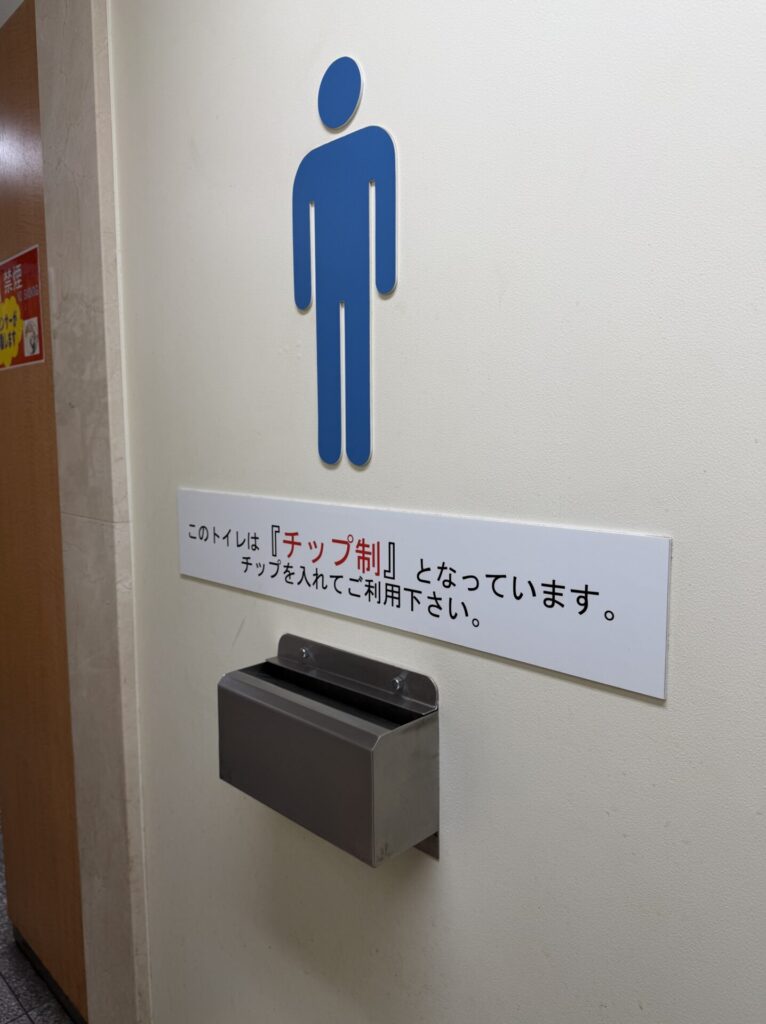 禁煙
このトイレは『チップ制』となっています。
チップを入れてご利用下さい。